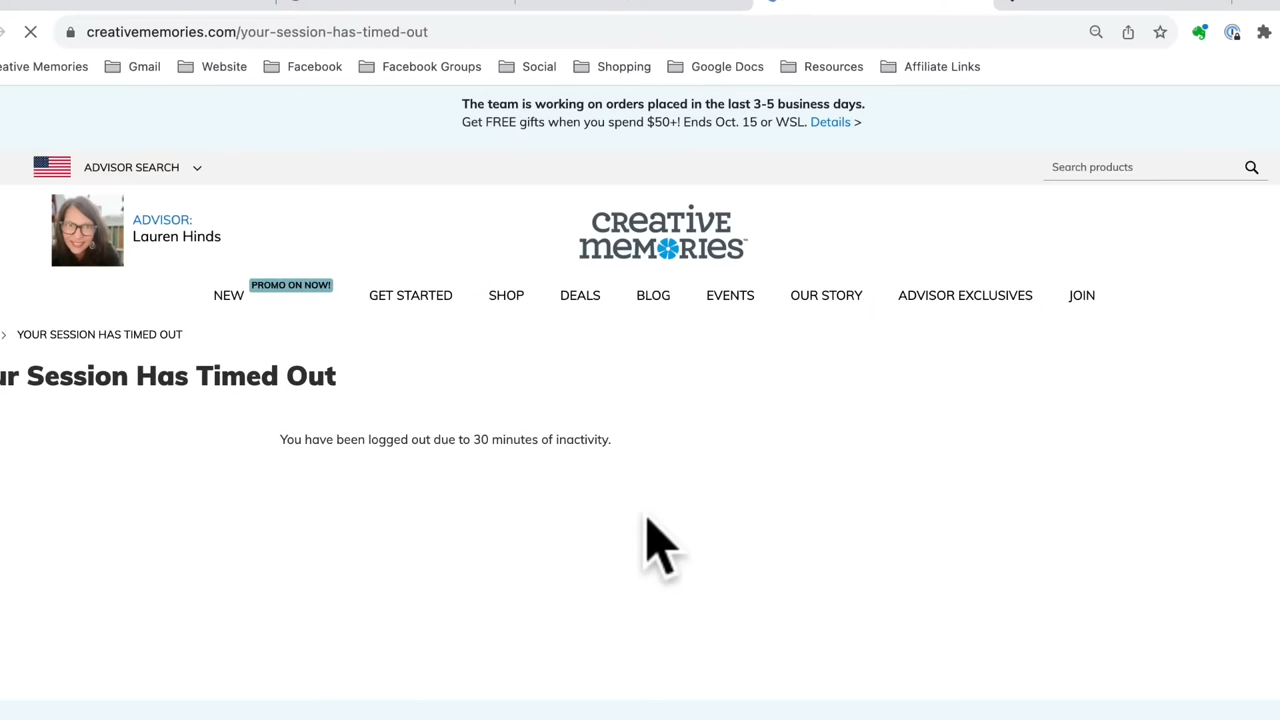 creativememories.com/your-session-has-timed-out
eative Memories Gmail Website Facebook Facebook Groups Social Shopping Google Docs Resources Affiliate Links
The team is working on orders placed in the last 3-5 business days.
Get FREE gifts when you spend $50+! Ends Oct. 15 or WSL. Details >
ADVISOR SEARCH Search products
ADVISOR:
Lauren Hinds
CREATIVE
MEMORIES™
PROMO ON NOW!
NEW GET STARTED SHOP DEALS BLOG EVENTS OUR STORY ADVISOR EXCLUSIVES JOIN
> YOUR SESSION HAS TIMED OUT
ur Session Has Timed Out
You have been logged out due to 30 minutes of inactivity.